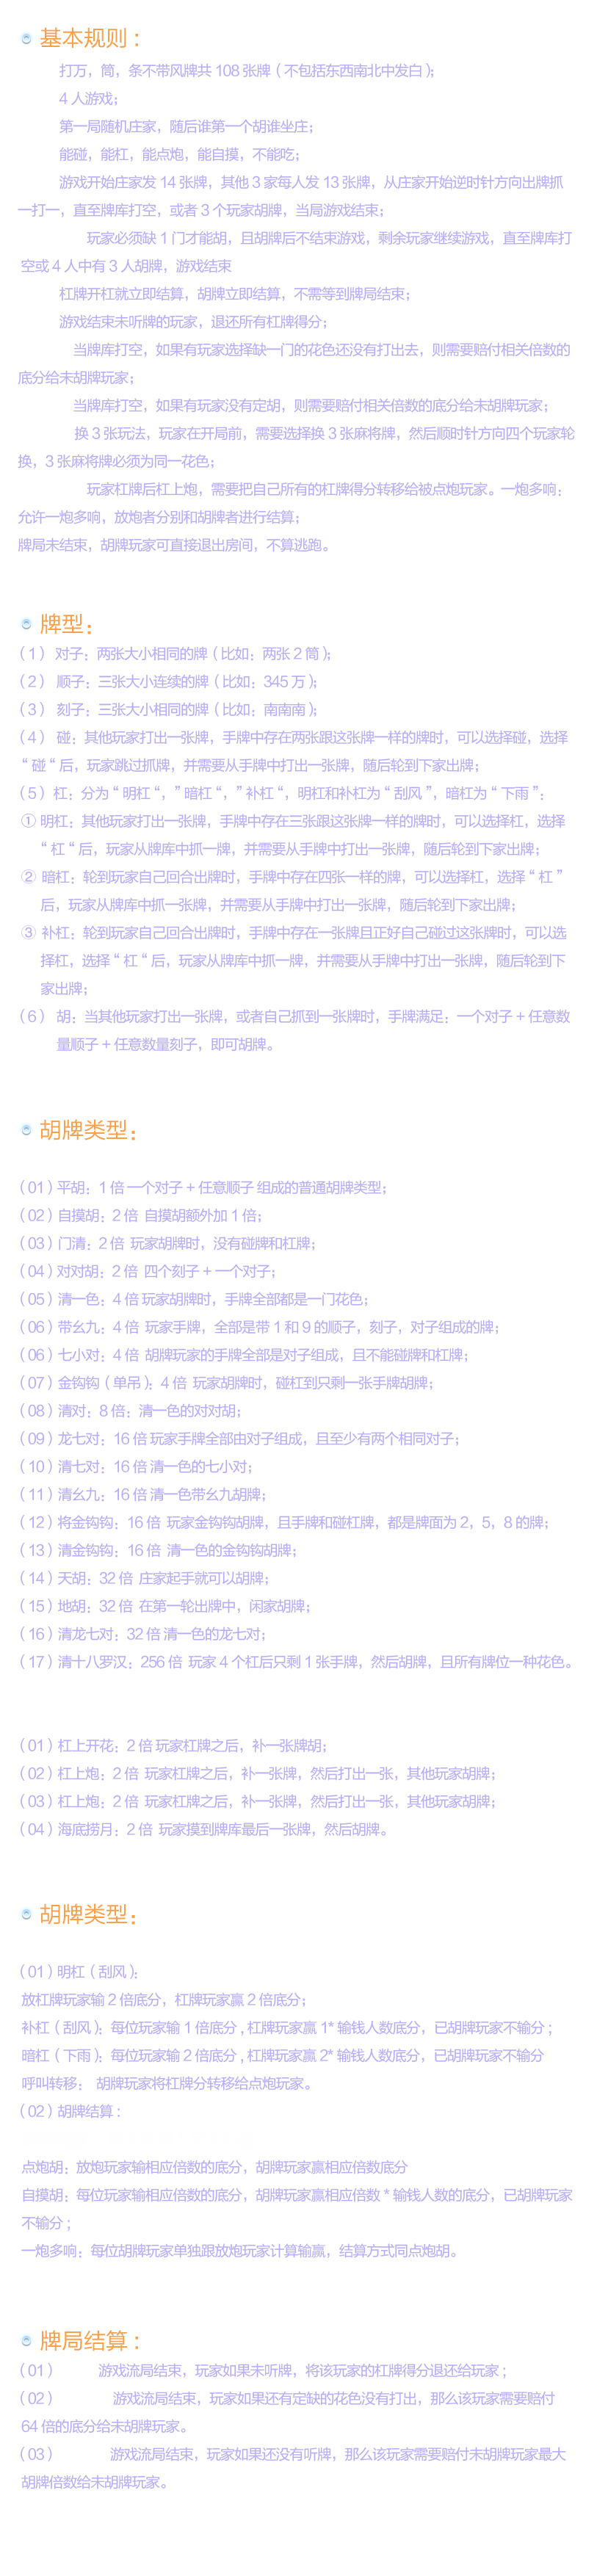 基本规则：
打万，筒，条不带风牌共 108 张牌（不包括东西南北中发白）；
4 人游戏；
第一局随机庄家，随后谁第一个胡谁坐庄；
能碰，能杠，能点炮，能自摸，不能吃；
游戏开始庄家发 14 张牌，其他 3 家每人发 13 张牌，从庄家开始逆时针方向出牌抓
一打一，直至牌库打空，或者 3 个玩家胡牌，当局游戏结束；
玩家必须缺 1 门才能胡，且胡牌后不结束游戏，剩余玩家继续游戏，直至牌库打
空或 4 人中有 3 人胡牌，游戏结束
杠牌开杠就立即结算，胡牌立即结算，不需等到牌局结束；
游戏结束未听牌的玩家，退还所有杠牌得分；
当牌库打空，如果有玩家选择缺一门的花色还没有打出去，则需要赔付相关倍数的
底分给未胡牌玩家；
当牌库打空，如果有玩家没有定胡，则需要赔付相关倍数的底分给未胡牌玩家；
换 3 张玩法，玩家在开局前，需要选择换 3 张麻将牌，然后顺时针方向四个玩家轮
换，3 张麻将牌必须为同一花色；
玩家杠牌后杠上炮，需要把自己所有的杠牌得分转移给被点炮玩家。一炮多响：
允许一炮多响，放炮者分别和胡牌者进行结算；
牌局未结束，胡牌玩家可直接退出房间，不算逃跑。
牌型：
（1） 对子：两张大小相同的牌（比如：两张 2 筒）；
（2） 顺子：三张大小连续的牌（比如：345 万）；
（3） 刻子：三张大小相同的牌（比如：南南南）；
（4） 碰：其他玩家打出一张牌，手牌中存在两张跟这张牌一样的牌时，可以选择碰，选择
“ 碰 “ 后，玩家跳过抓牌，并需要从手牌中打出一张牌，随后轮到下家出牌；
（5）杠：分为 “ 明杠 “，” 暗杠 “，” 补杠 “，明杠和补杠为 “ 刮风 ”，暗杠为 “ 下雨 ”：
① 明杠：其他玩家打出一张牌，手牌中存在三张跟这张牌一样的牌时，可以选择杠，选择
“ 杠 “ 后，玩家从牌库中抓一牌，并需要从手牌中打出一张牌，随后轮到下家出牌；
② 暗杠：轮到玩家自己回合出牌时，手牌中存在四张一样的牌，可以选择杠，选择 “ 杠 ”
后，玩家从牌库中抓一张牌，并需要从手牌中打出一张牌，随后轮到下家出牌；
③ 补杠：轮到玩家自己回合出牌时，手牌中存在一张牌且正好自己碰过这张牌时，可以选
择杠，选择 “ 杠 “ 后，玩家从牌库中抓一牌，并需要从手牌中打出一张牌，随后轮到下
家出牌；
（6） 胡：当其他玩家打出一张牌，或者自己抓到一张牌时，手牌满足：一个对子 + 任意数
量顺子 + 任意数量刻子，即可胡牌。
胡牌类型：
（01）平胡：1 倍 一个对子 + 任意顺子 组成的普通胡牌类型；
（02）自摸胡：2 倍 自摸胡额外加 1 倍；
（03）门清：2 倍 玩家胡牌时，没有碰牌和杠牌；
（04）对对胡：2 倍 四个刻子 + 一个对子；
（05）清一色：4 倍 玩家胡牌时，手牌全部都是一门花色；
（06）带幺九：4 倍 玩家手牌，全部是带 1 和 9 的顺子，刻子，对子组成的牌；
（06）七小对：4 倍 胡牌玩家的手牌全部是对子组成，且不能碰牌和杠牌；
（07）金钩钩（单吊）：4 倍 玩家胡牌时，碰杠到只剩一张手牌胡牌；
（08）清对：8 倍：清一色的对对胡；
（09）龙七对：16 倍 玩家手牌全部由对子组成，且至少有两个相同对子；
（10）清七对：16 倍 清一色的七小对；
（11）清幺九：16 倍 清一色带幺九胡牌；
（12）将金钩钩：16 倍 玩家金钩钩胡牌，且手牌和碰杠牌，都是牌面为 2，5，8 的牌；
（13）清金钩钩：16 倍 清一色的金钩钩胡牌；
（14）天胡：32 倍 庄家起手就可以胡牌；
（15）地胡：32 倍 在第一轮出牌中，闲家胡牌；
（16）清龙七对：32 倍 清一色的龙七对；
（17）清十八罗汉：256 倍 玩家 4 个杠后只剩 1 张手牌，然后胡牌，且所有牌位一种花色。
（01）杠上开花：2 倍 玩家杠牌之后，补一张牌胡；
（02）杠上炮：2 倍 玩家杠牌之后，补一张牌，然后打出一张，其他玩家胡牌；
（03）杠上炮：2 倍 玩家杠牌之后，补一张牌，然后打出一张，其他玩家胡牌；
（04）海底捞月：2 倍 玩家摸到牌库最后一张牌，然后胡牌。
胡牌类型：
（01）明杠（刮风）：
放杠牌玩家输 2 倍底分，杠牌玩家赢 2 倍底分；
补杠（刮风）：每位玩家输 1 倍底分 , 杠牌玩家赢 1* 输钱人数底分，已胡牌玩家不输分 ;
暗杠（下雨）：每位玩家输 2 倍底分 , 杠牌玩家赢 2* 输钱人数底分，已胡牌玩家不输分
呼叫转移： 胡牌玩家将杠牌分转移给点炮玩家。
（02）胡牌结算 :
点炮胡：放炮玩家输相应倍数的底分，胡牌玩家赢相应倍数底分
自摸胡：每位玩家输相应倍数的底分，胡牌玩家赢相应倍数 * 输钱人数的底分，已胡牌玩家
不输分 ;
一炮多响：每位胡牌玩家单独跟放炮玩家计算输赢，结算方式同点炮胡。
牌局结算：
（01） 游戏流局结束，玩家如果未听牌，将该玩家的杠牌得分退还给玩家 ;
（02） 游戏流局结束，玩家如果还有定缺的花色没有打出，那么该玩家需要赔付
64 倍的底分给未胡牌玩家。
（03） 游戏流局结束，玩家如果还没有听牌，那么该玩家需要赔付未胡牌玩家最大
胡牌倍数给未胡牌玩家。